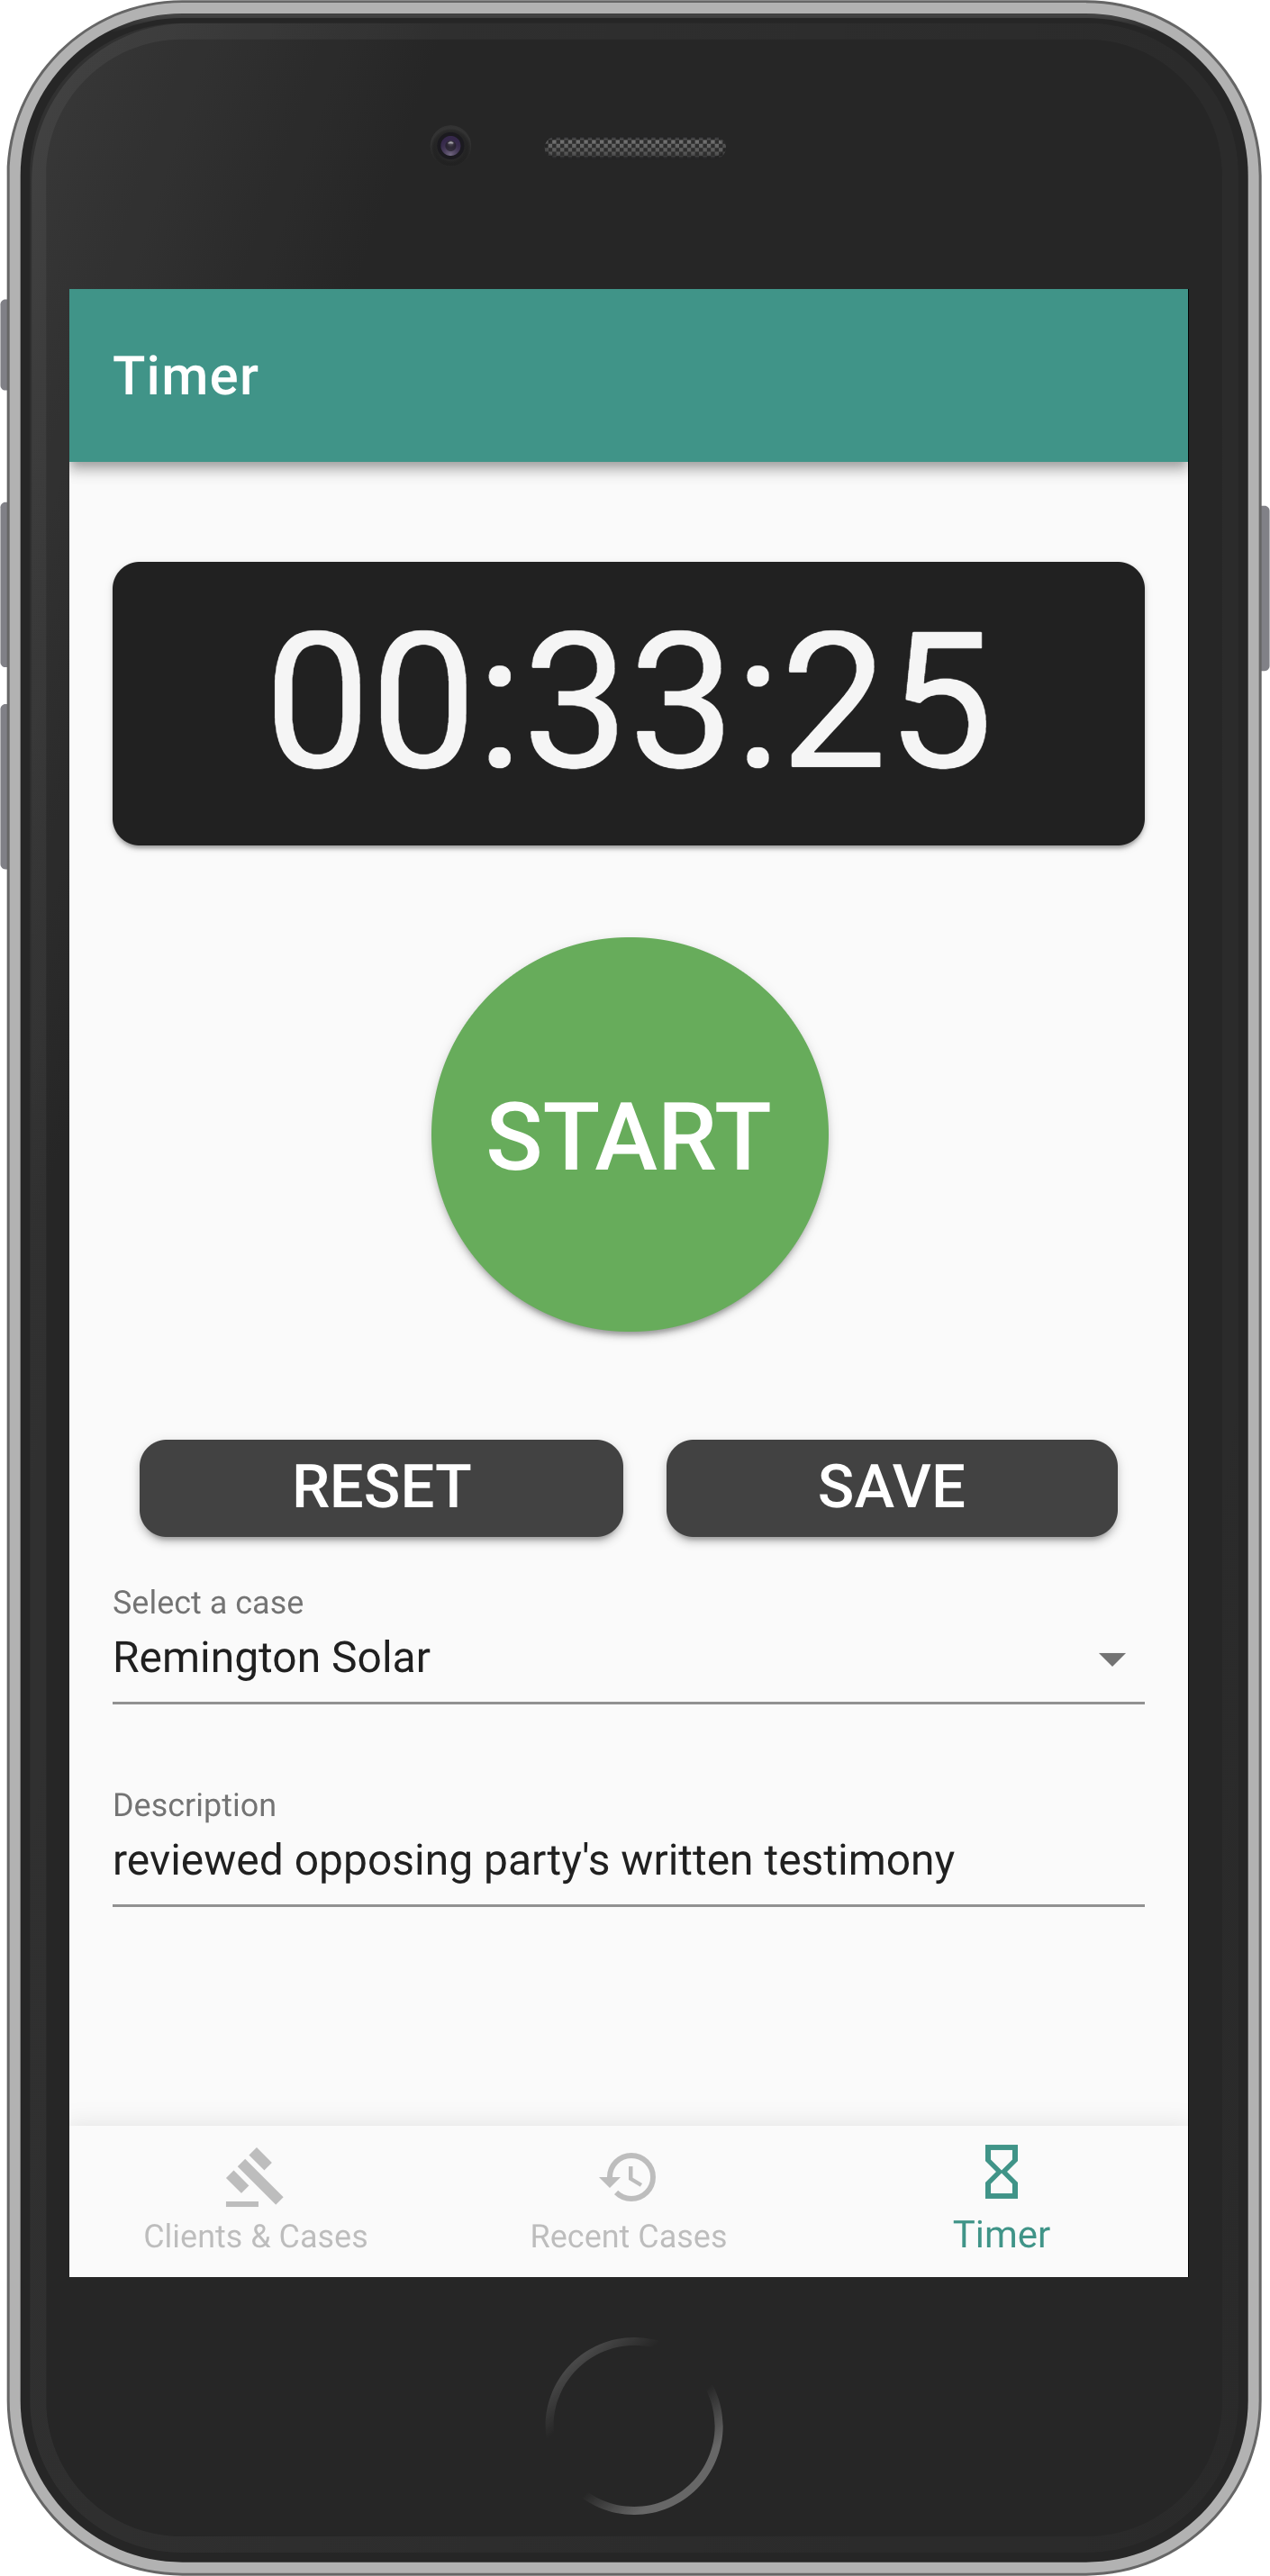 Timer
00:33:25
START
RESET SAVE
Select a case
Remington Solar
Description
reviewed opposing party's written testimony
Clients & Cases Recent Cases Timer